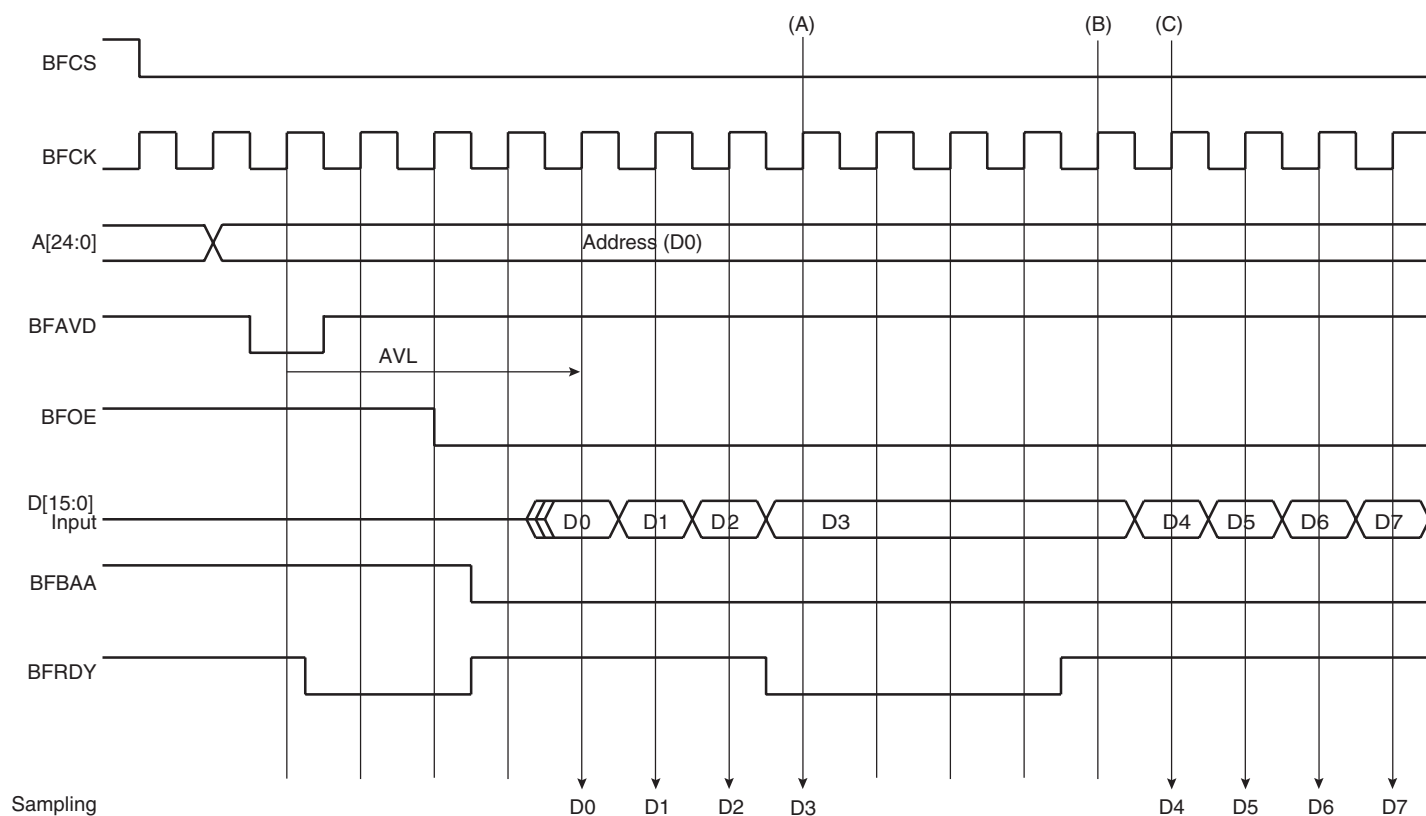 (A) (B) (C)
BFCS
BFCK
A[24:0] Address (D0)
BFAVD
AVL
BFOE
D[15:0]
Input D0 D1 D2 D3 D4 D5 D6 D7
BFBAA
BFRDY
Sampling D0 D1 D2 D3 D4 D5 D6 D7